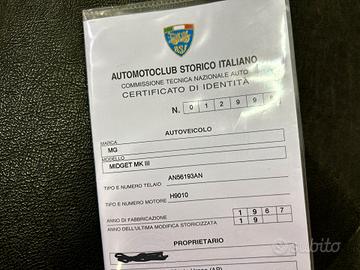 ASI
AUTOMOTOCLUB STORICO ITALIANO
COMMISSIONE TECNICA NAZIONALE AUTO
CERTIFICATO DI IDENTITÀ
N. 0 1 2 9 9
AUTOVEICOLO
MARCA
MG
MODELLO
MIDGET MK III
TIPO E NUMERO TELAIO AN56193AN
TIPO E NUMERO MOTORE H9010
ANNO DI FABBRICAZIONE 1 9 6 7
ANNO DELL'ULTIMA MODIFICA STORICIZZATA 1 9
PROPRIETARIO
subito